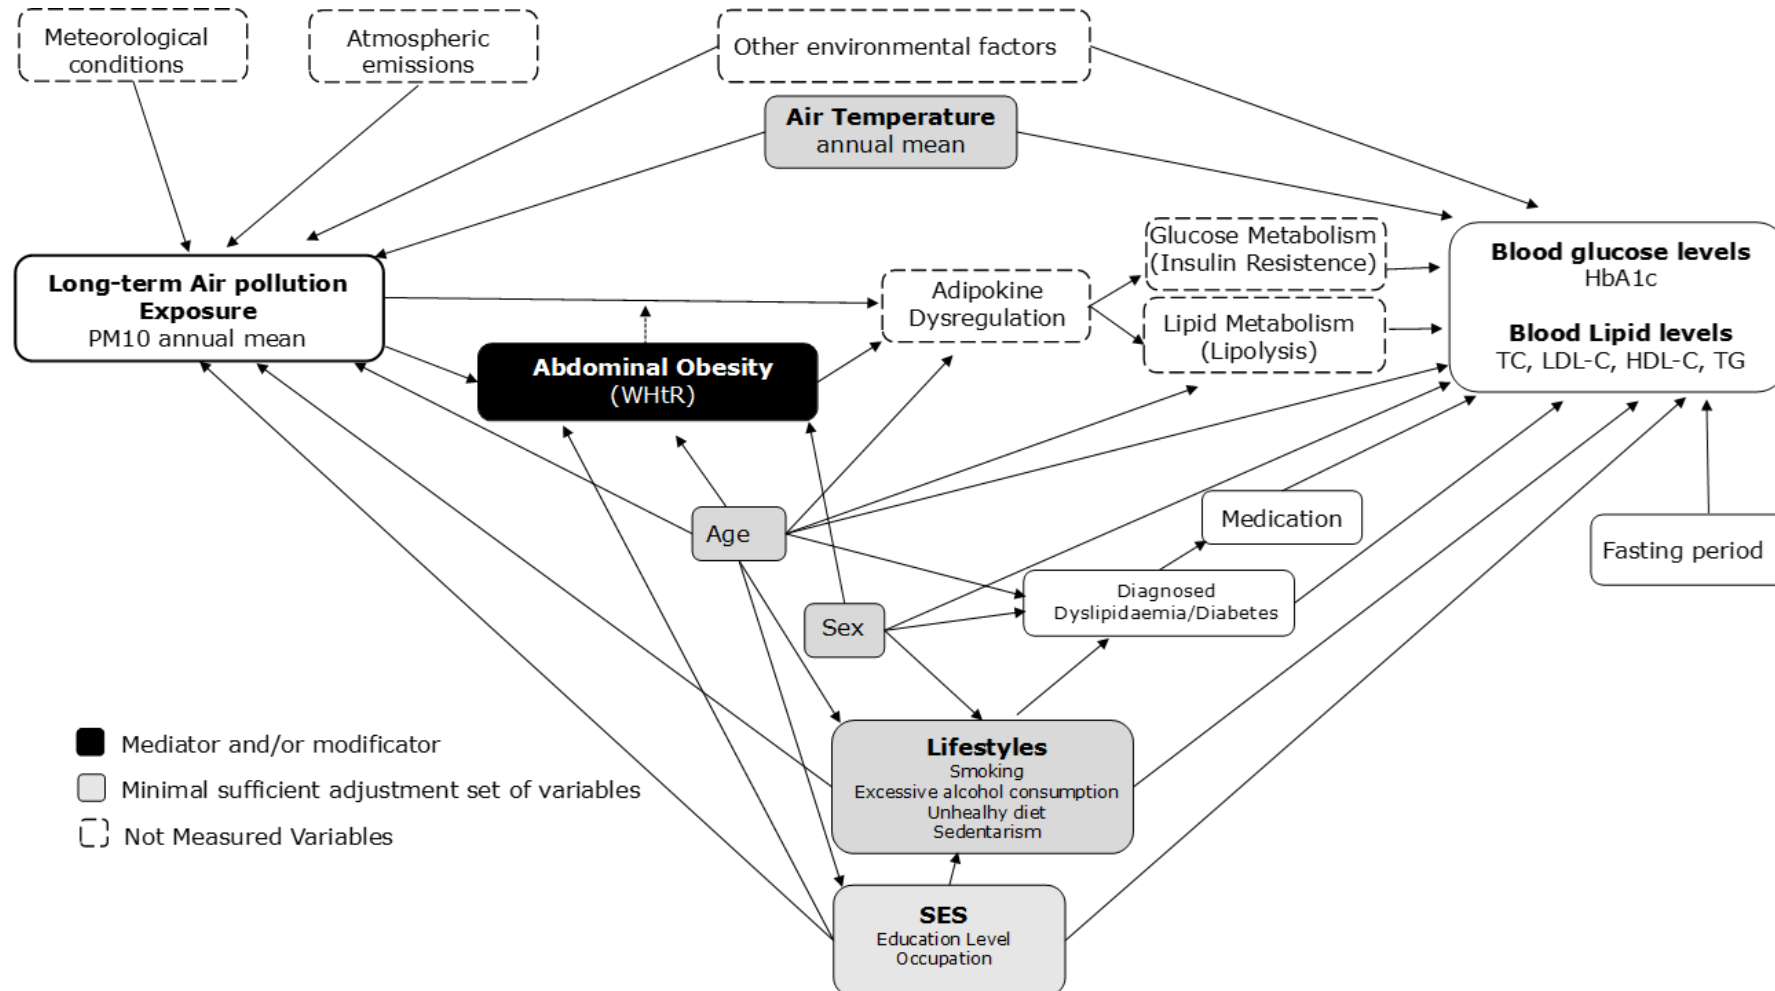 Meteorological
conditions
Atmospheric
emissions
Other environmental factors
Air Temperature
annual mean
Long-term Air pollution
Exposure
PM10 annual mean
Abdominal Obesity
(WHtR)
Adipokine
Dysregulation
Glucose Metabolism
(Insulin Resistence)
Lipid Metabolism
(Lipolysis)
Blood glucose levels
HbA1c
Blood Lipid levels
TC, LDL-C, HDL-C, TG
Age
Sex
Medication
Diagnosed
Dyslipidaemia/Diabetes
Fasting period
Lifestyles
Smoking
Excessive alcohol consumption
Unhealhy diet
Sedentarism
SES
Education Level
Occupation
Mediator and/or modificator
Minimal sufficient adjustment set of variables
Not Measured Variables